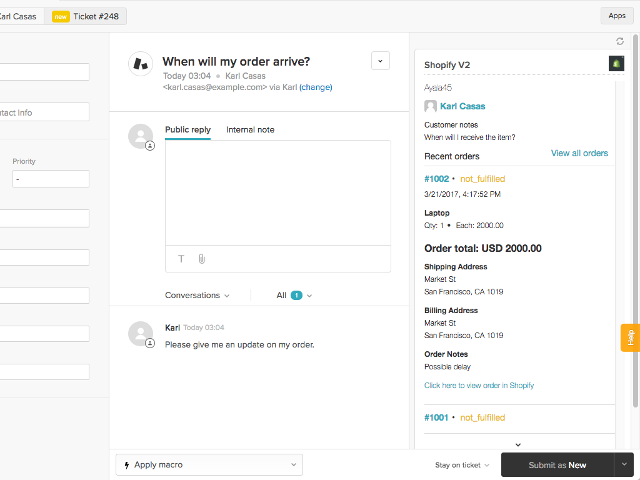 Karl Casas
new Ticket #248
Apps
When will my order arrive?
Today 03:04 • Karl Casas
<karl.casas@example.com> via Karl (change)
tact Info
Priority
-
Public reply
Internal note
T
Conversations
All 1
Karl Today 03:04
Please give me an update on my order.
Shopify V2
Ayala45
Karl Casas
Customer notes
When will I receive the item?
Recent orders
View all orders
#1002 • not_fulfilled
3/21/2017, 4:17:52 PM
Laptop
Qty: 1 • Each: 2000.00
Order total: USD 2000.00
Shipping Address
Market St
San Francisco, CA 1019
Billing Address
Market St
San Francisco, CA 1019
Order Notes
Possible delay
Click here to view order in Shopify
#1001 • not_fulfilled
Help
Apply macro
Stay on ticket
Submit as New